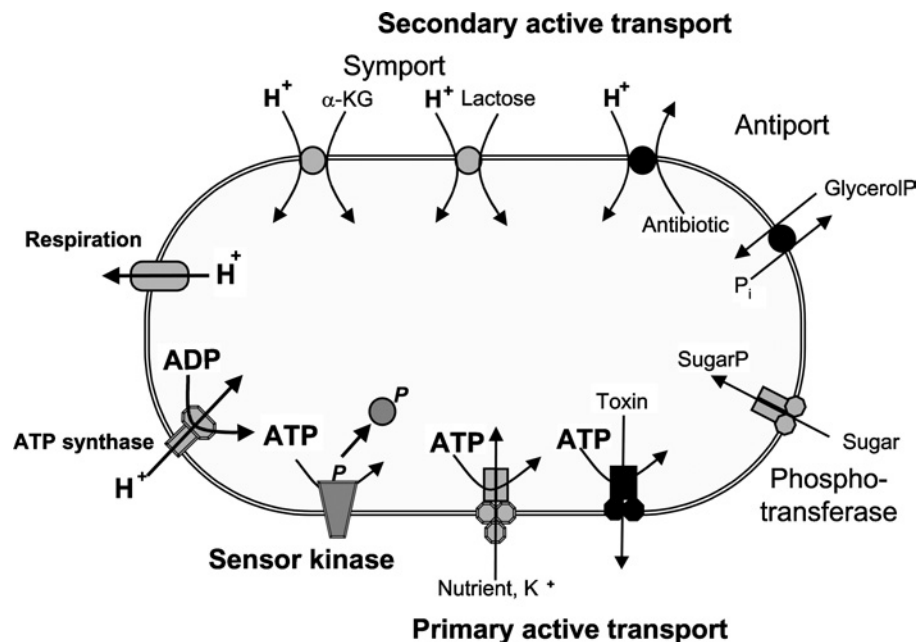 Secondary active transport
Symport
H+ α-KG H+ Lactose H+
Antiport
GlycerolP
Antibiotic
Respiration
H+
Pi
ADP
SugarP
P
Toxin
ATP synthase
ATP
ATP
ATP
Sugar
P
H+
Phospho-
transferase
Sensor kinase
Nutrient, K +
Primary active transport